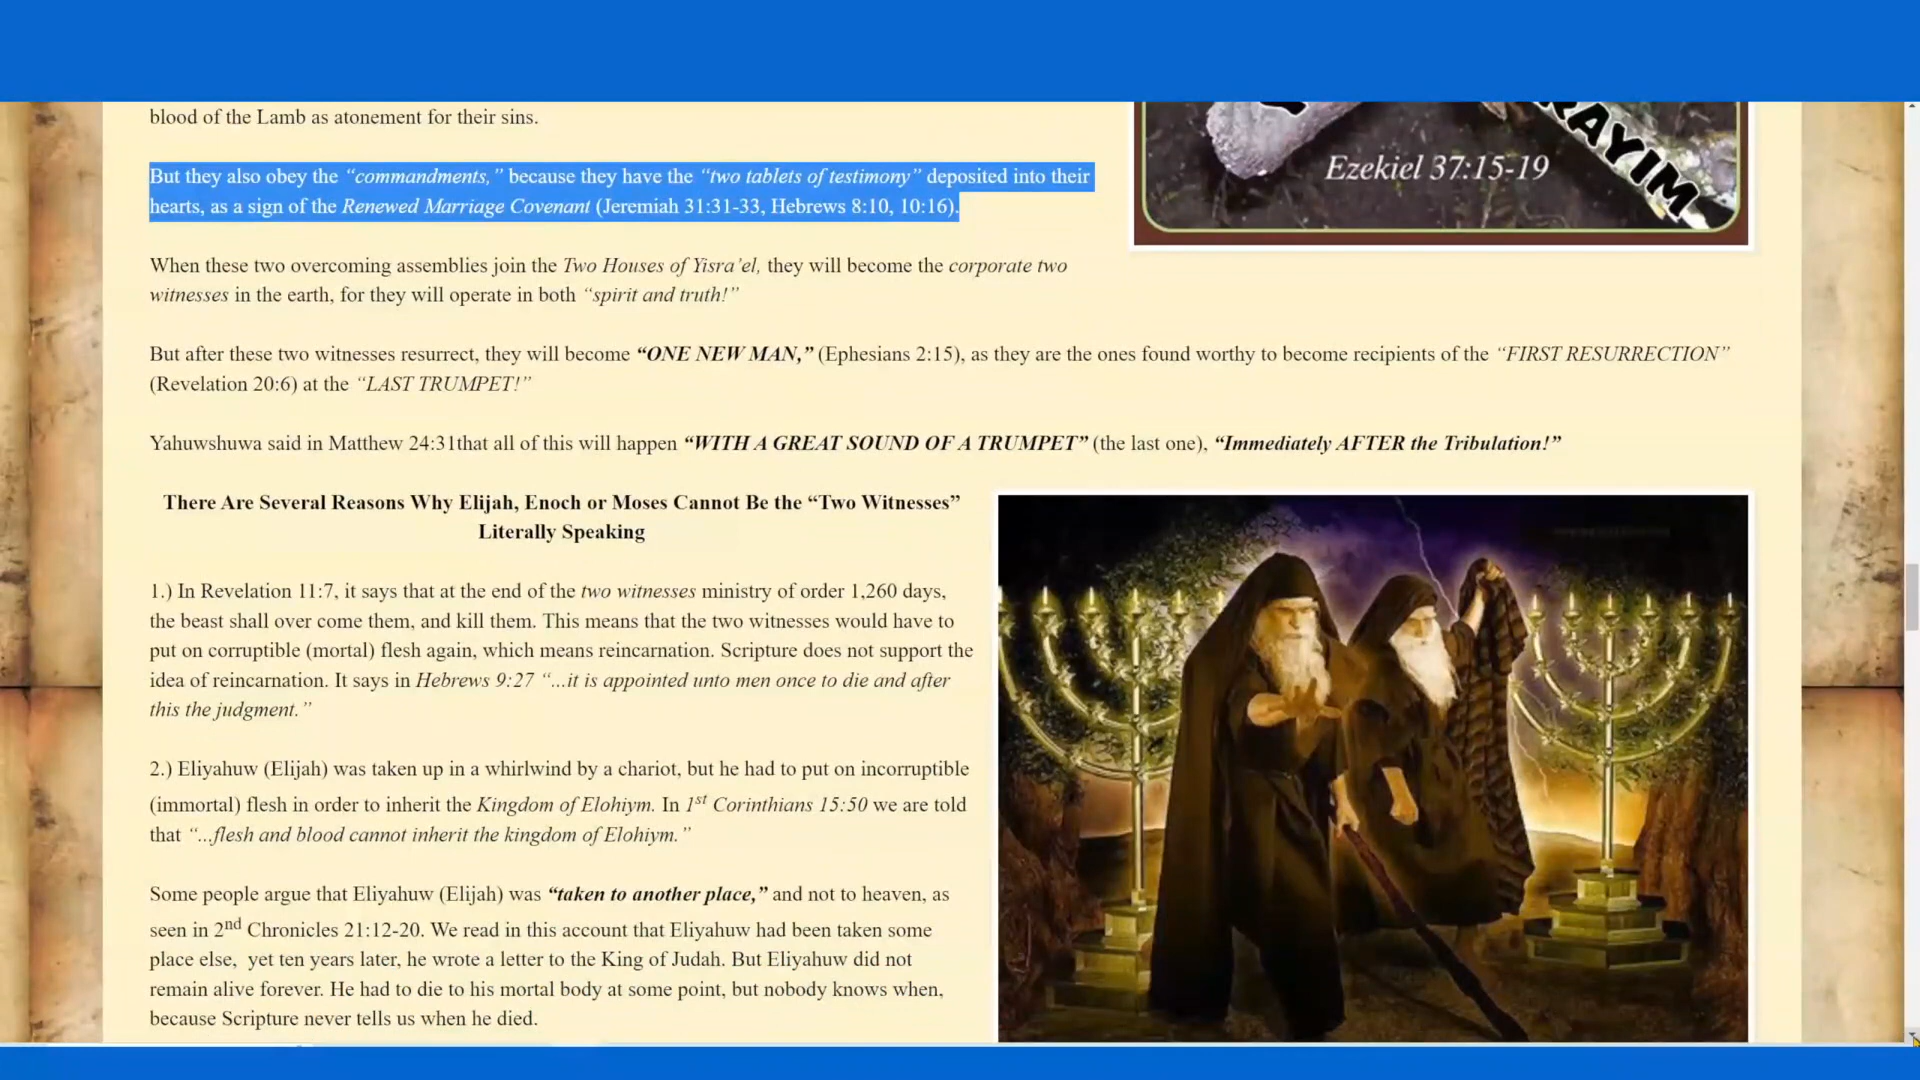 blood of the Lamb as atonement for their sins.
RAYIM
Ezekiel 37:15-19
But they also obey the “commandments,” because they have the “two tablets of testimony” deposited into their
hearts, as a sign of the Renewed Marriage Covenant (Jeremiah 31:31-33, Hebrews 8:10, 10:16).
When these two overcoming assemblies join the Two Houses of Yisra’el, they will become the corporate two
witnesses in the earth, for they will operate in both “spirit and truth!”
But after these two witnesses resurrect, they will become “ONE NEW MAN,” (Ephesians 2:15), as they are the ones found worthy to become recipients of the “FIRST RESURRECTION”
(Revelation 20:6) at the “LAST TRUMPET!”
Yahuwshuwa said in Matthew 24:31that all of this will happen “WITH A GREAT SOUND OF A TRUMPET” (the last one), “Immediately AFTER the Tribulation!”
There Are Several Reasons Why Elijah, Enoch or Moses Cannot Be the “Two Witnesses”
Literally Speaking
1.) In Revelation 11:7, it says that at the end of the two witnesses ministry of order 1,260 days,
the beast shall over come them, and kill them. This means that the two witnesses would have to
put on corruptible (mortal) flesh again, which means reincarnation. Scripture does not support the
idea of reincarnation. It says in Hebrews 9:27 “...it is appointed unto men once to die and after
this the judgment.”
2.) Eliyahuw (Elijah) was taken up in a whirlwind by a chariot, but he had to put on incorruptible
(immortal) flesh in order to inherit the Kingdom of Elohiym. In 1st Corinthians 15:50 we are told
that “...flesh and blood cannot inherit the kingdom of Elohiym.”
Some people argue that Eliyahuw (Elijah) was “taken to another place,” and not to heaven, as
seen in 2nd Chronicles 21:12-20. We read in this account that Eliyahuw had been taken some
place else, yet ten years later, he wrote a letter to the King of Judah. But Eliyahuw did not
remain alive forever. He had to die to his mortal body at some point, but nobody knows when,
because Scripture never tells us when he died.